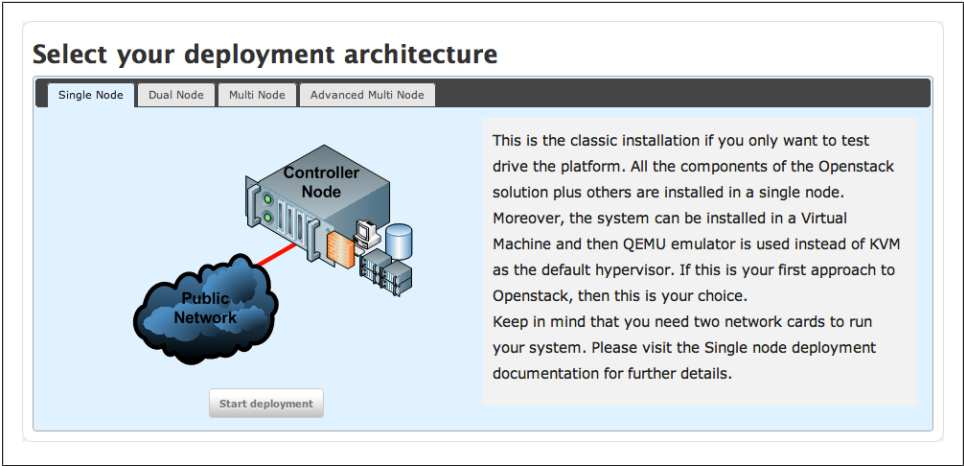 Select your deployment architecture
Single Node
Dual Node
Multi Node
Advanced Multi Node
Controller
Node
Public
Network
Start deployment
This is the classic installation if you only want to test
drive the platform. All the components of the Openstack
solution plus others are installed in a single node.
Moreover, the system can be installed in a Virtual
Machine and then QEMU emulator is used instead of KVM
as the default hypervisor. If this is your first approach to
Openstack, then this is your choice.
Keep in mind that you need two network cards to run
your system. Please visit the Single node deployment
documentation for further details.